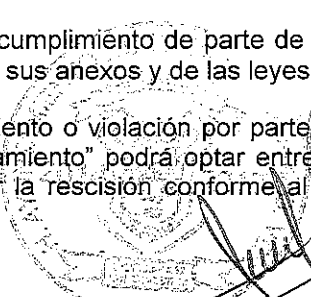 cumplimiento de parte de
sus anexos y de las leyes
ento o violación por parte
amiento" podrá optar entre
la rescisión conforme al